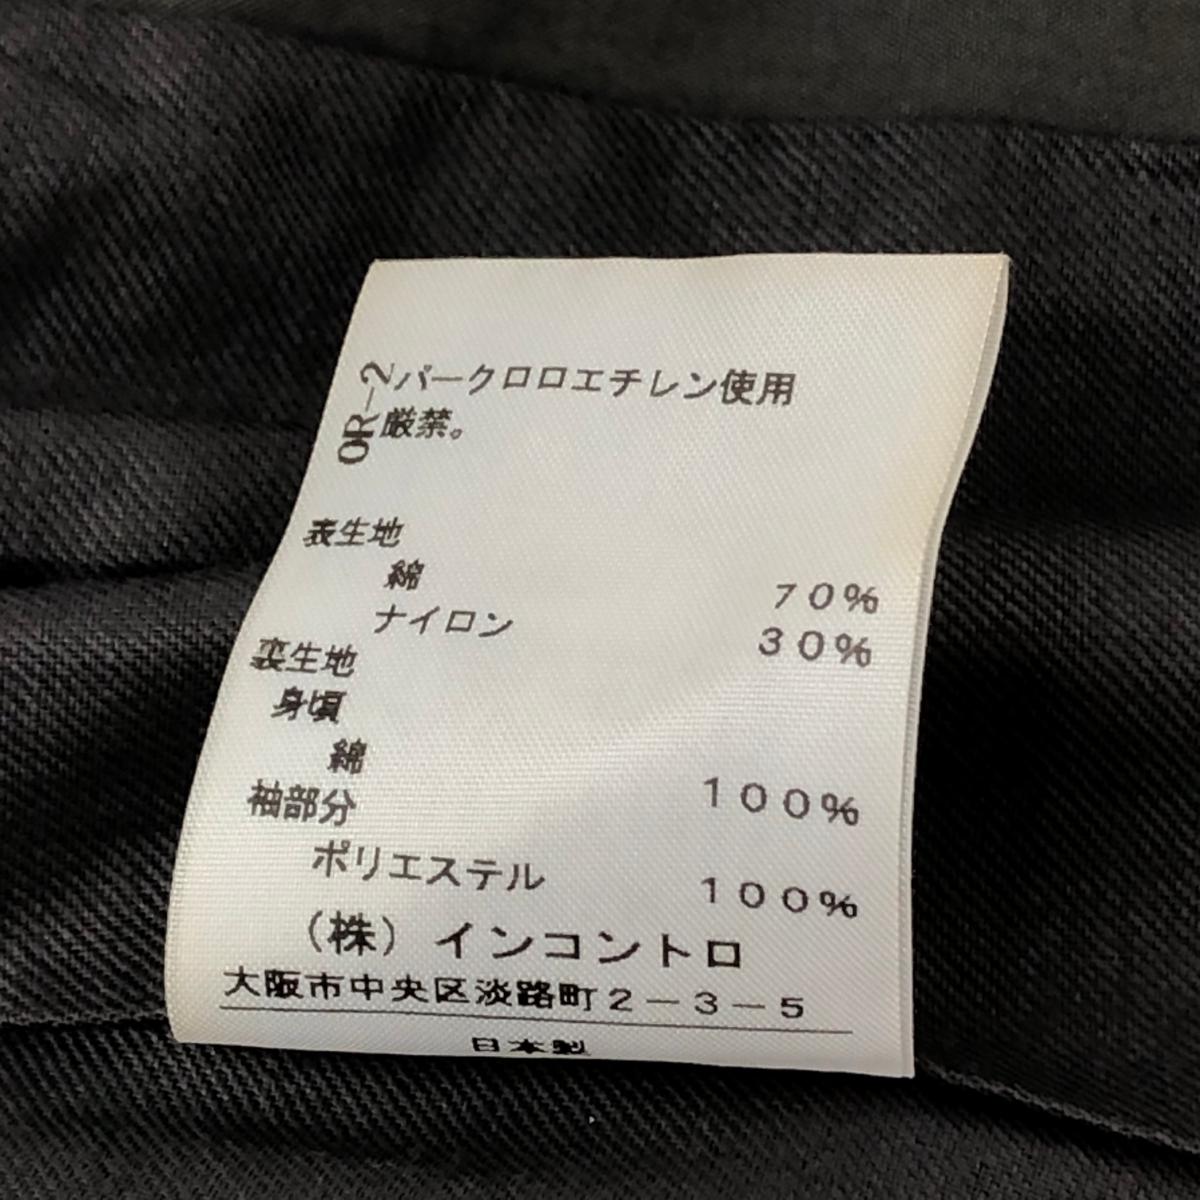 OR-2
パークロロエチレン使用
厳禁。
表生地
綿 70%
ナイロン 30%
裏生地
身頃
綿 100%
袖部分
ポリエステル 100%
(株)インコントロ
大阪市中央区淡路町2-3-5
日本製